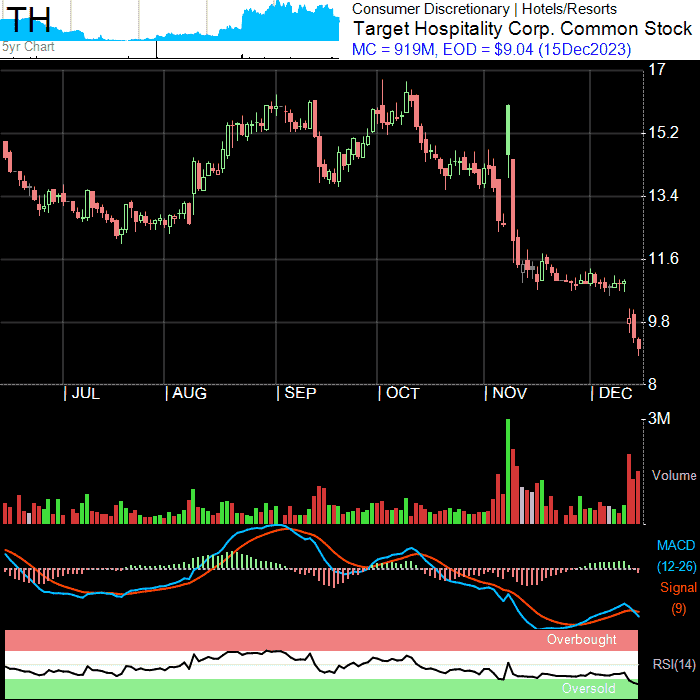 TH
5yr Chart
Consumer Discretionary | Hotels/Resorts
Target Hospitality Corp. Common Stock
MC = 919M, EOD = $9.04 (15Dec2023)
17
15.2
13.4
11.6
9.8
8
| JUL | AUG | SEP | OCT | NOV | DEC
3M
Volume
MACD
(12-26)
Signal
(9)
Overbought
RSI(14)
Oversold